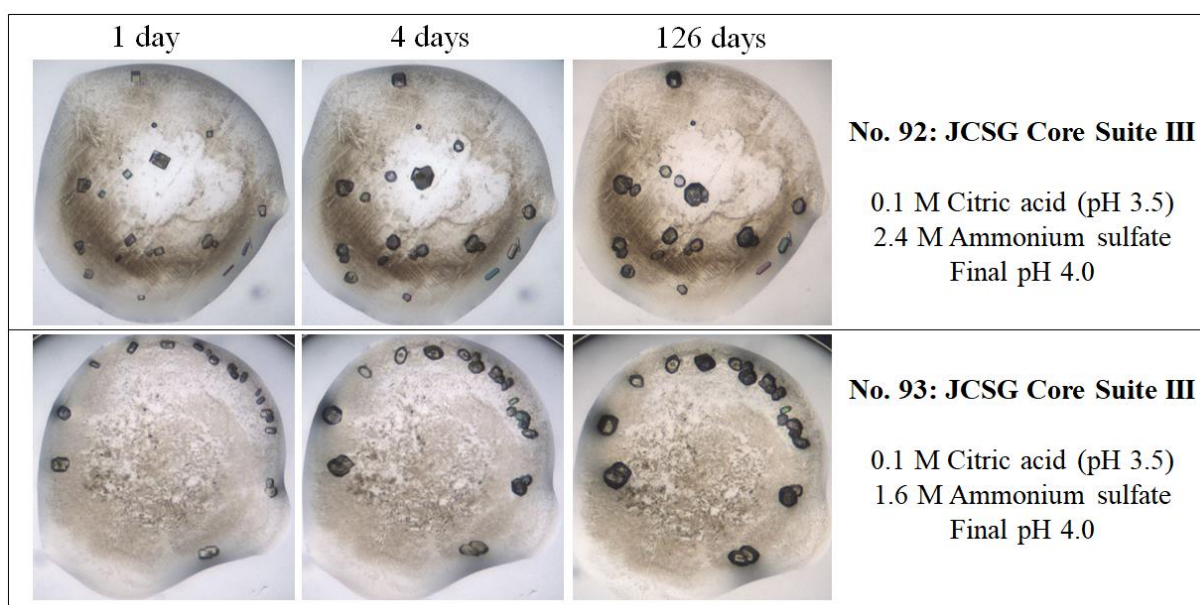 1 day 4 days 126 days
No. 92: JCSG Core Suite III
0.1 M Citric acid (pH 3.5)
2.4 M Ammonium sulfate
Final pH 4.0
No. 93: JCSG Core Suite III
0.1 M Citric acid (pH 3.5)
1.6 M Ammonium sulfate
Final pH 4.0